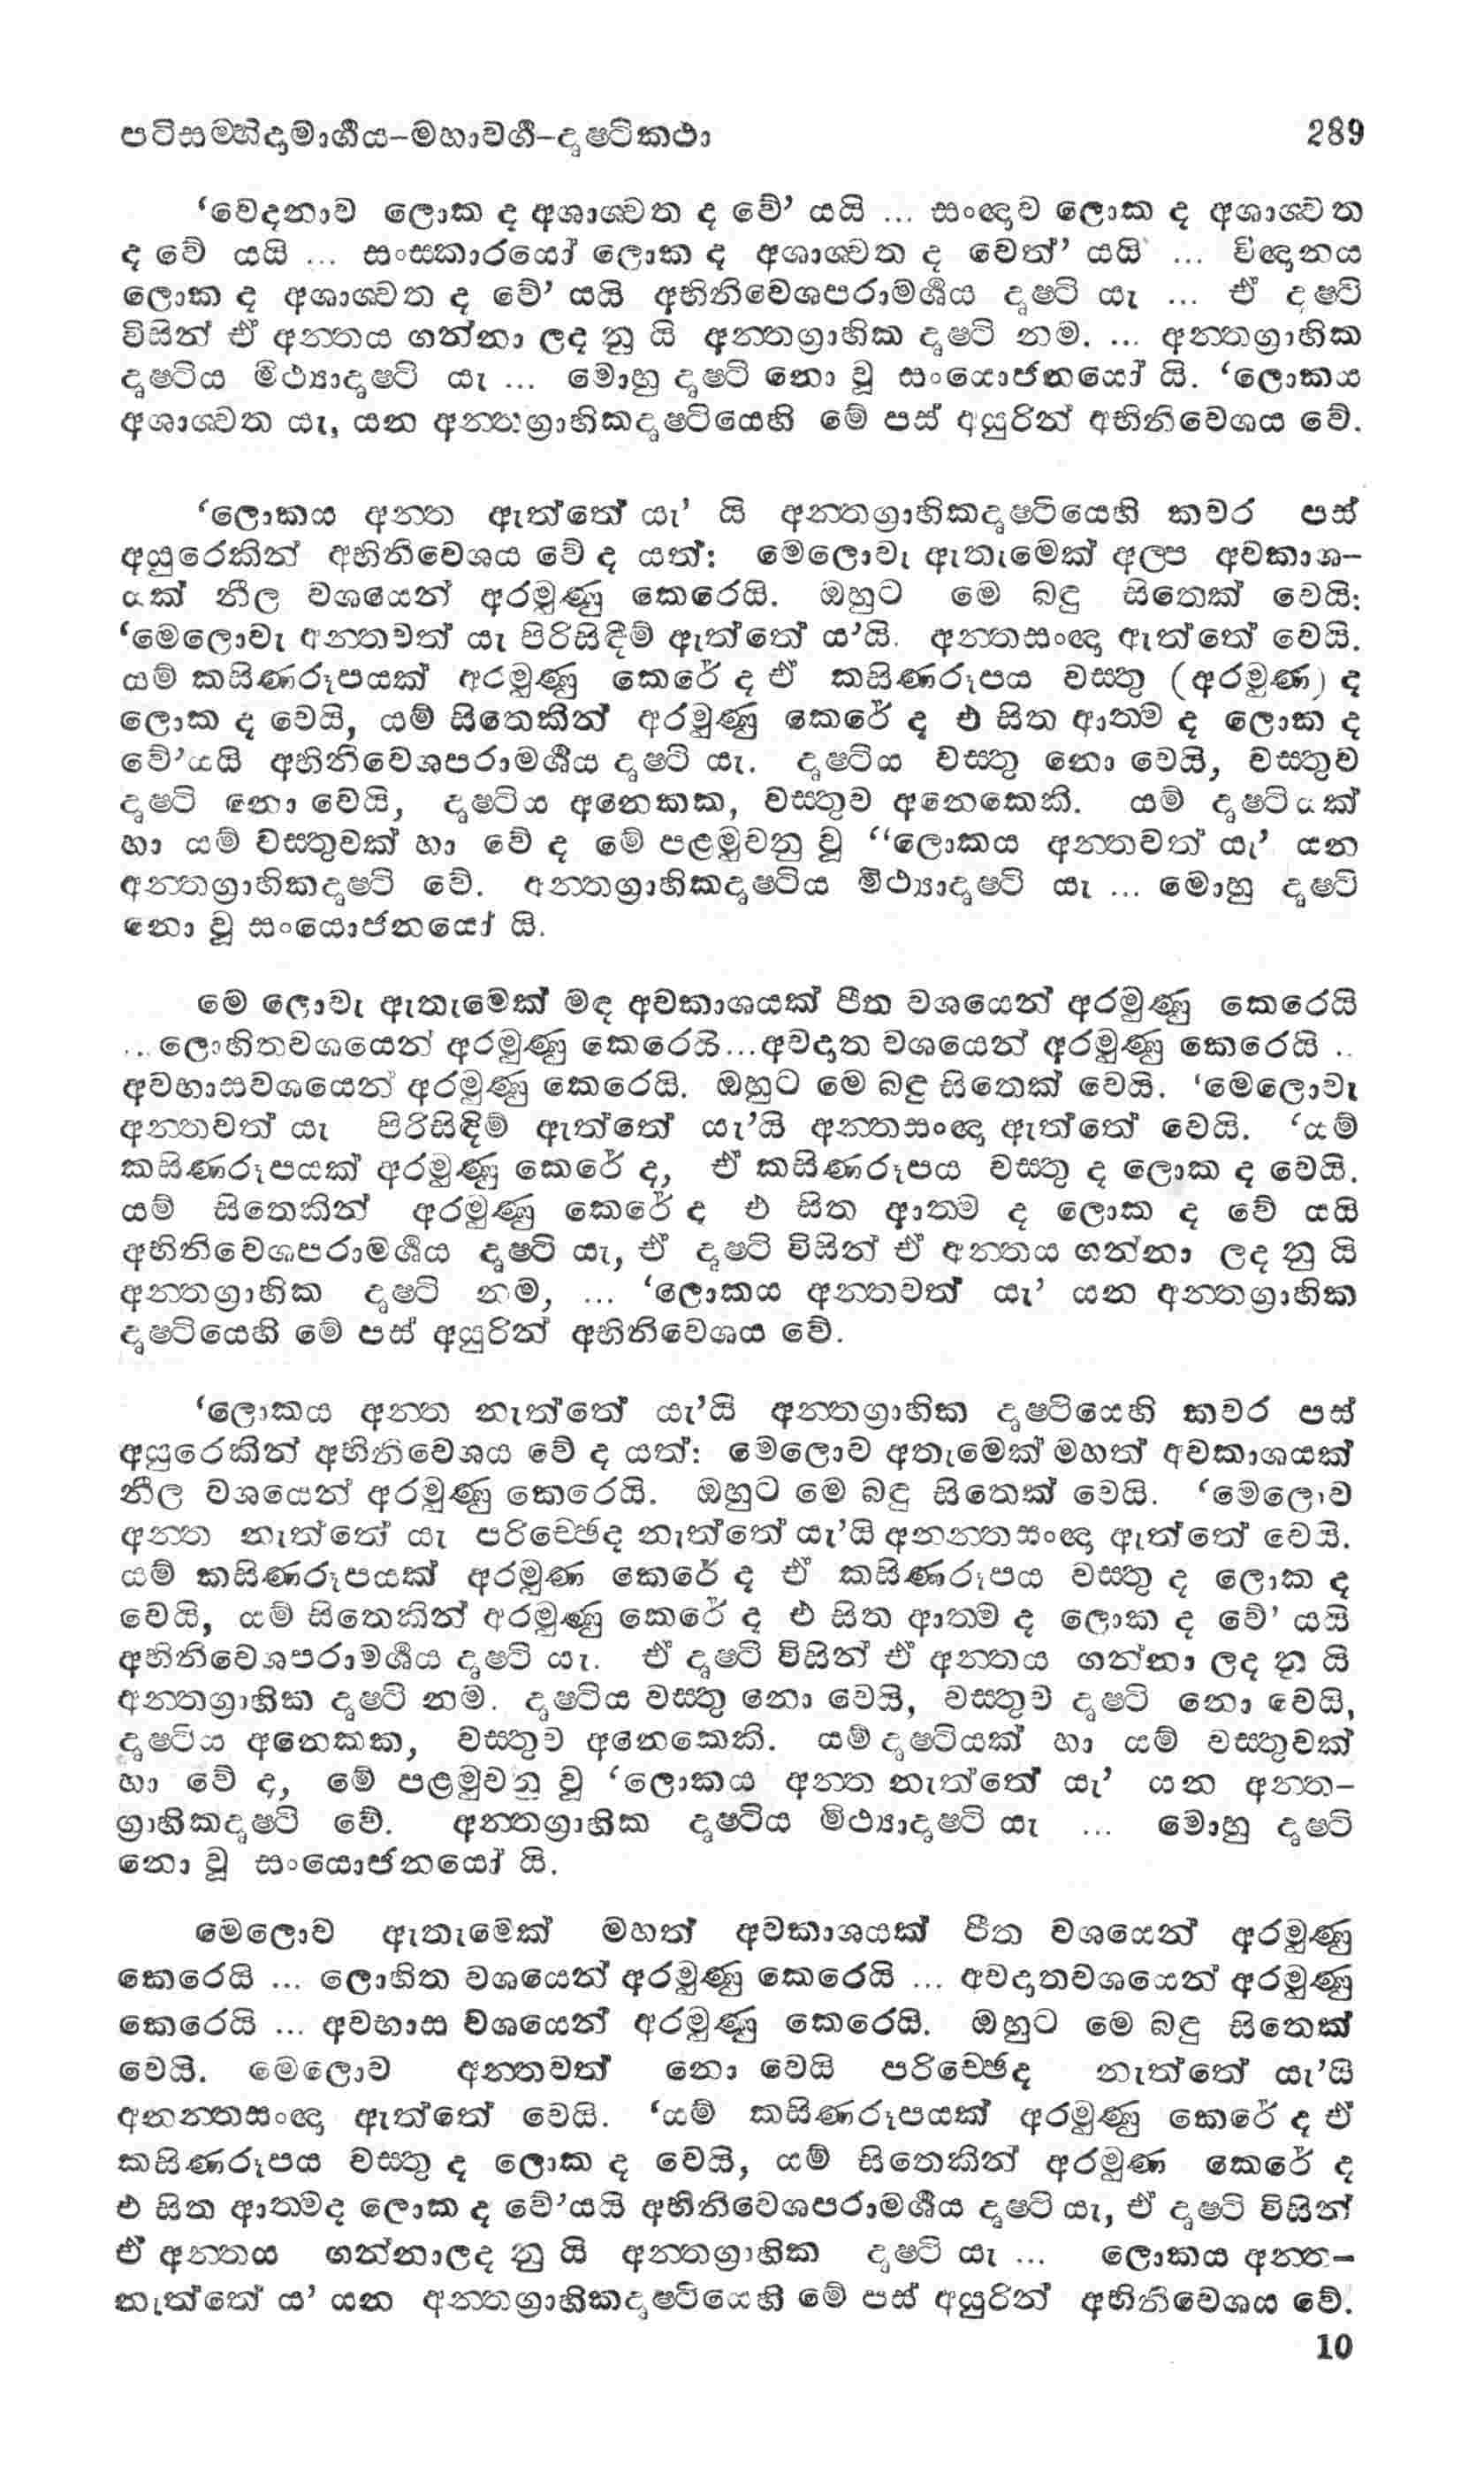 පටිසම්භිදාමාර්‍ගය-මහාවර්‍ග-දෘෂ්ටිකථා 289
‘වෙදනාව ලොක ද අශාශ්වත ද වේ’ යයි ... සංඥාව ලොක ද අශාශ්වත
ද වේ යයි ... සංස්කාරයෝ ලොක ද අශාශ්වත ද වෙත්’ යයි ... විඥානය
ලොක ද අශාශ්වත ද වේ’ යයි අභිනිවෙශපරාමර්‍ශය දෘෂ්ටි යැ ... ඒ දෘෂ්ටි
විසින් ඒ අන්තය ගන්නා ලද නු යි අන්තග්‍රාහික දෘෂ්ටි නම්. ... අන්තග්‍රාහික
දෘෂ්ටිය මිථ්‍යාදෘෂ්ටි යැ ... මොහු දෘෂ්ටි නො වූ සංයොජනයෝ යි. ‘ලොකය
අශාශ්වත යැ, යන අන්තග්‍රාහිකදෘෂ්ටියෙහි මේ පස් අයුරින් අභිනිවෙශය වේ.
‘ලොකය අන්ත ඇත්තේ යැ’ යි අන්තග්‍රාහිකදෘෂ්ටියෙහි කවර පස්
අයුරෙකින් අභිනිවෙශය වේ ද යත්: මෙලොවැ ඇතැමෙක් අල්ප අවකාශ-
යක් නීල වශයෙන් අරමුණු කෙරෙයි. ඔහුට මෙ බඳු සිතෙක් වෙයි:
‘මෙලොවැ අන්තවත් යැ පිරිසිඳීම් ඇත්තේ ය’යි. අන්තසංඥා ඇත්තේ වෙයි.
යම් කසිණරූපයක් අරමුණු කෙරේ ද ඒ කසිණරූපය වස්තු (අරමුණ) ද
ලොක ද වෙයි, යම් සිතෙකින් අරමුණු කෙරේ ද එ සිත ආත්ම ද ලොක ද
වේ’යයි අභිනිවෙශපරාමර්‍ශය දෘෂ්ටි යැ. දෘෂ්ටිය වස්තු නො වෙයි, වස්තුව
දෘෂ්ටි නො වෙයි, දෘෂ්ටිය අනෙකක, වස්තුව අනෙකෙකි. යම් දෘෂ්ටියක්
හා යම් වස්තුවක් හා වේ ද මේ පළමුවනු වූ “ලොකය අන්තවත් යැ’ යන
අන්තග්‍රාහිකදෘෂ්ටි වේ. අන්තග්‍රාහිකදෘෂ්ටිය මිථ්‍යාදෘෂ්ටි යැ ... මොහු දෘෂ්ටි
නො වූ සංයොජනයෝ යි.
මෙ ලොවැ ඇතැමෙක් මඳ අවකාශයක් පීත වශයෙන් අරමුණු කෙරෙයි
... ලොහිතවශයෙන් අරමුණු කෙරෙයි...අවදාත වශයෙන් අරමුණු කෙරෙයි ..
අවභාසවශයෙන් අරමුණු කෙරෙයි. ඔහුට මෙ බඳු සිතෙක් වෙයි. ‘මෙලොවැ
අන්තවත් යැ පිරිසිඳීම් ඇත්තේ යැ’යි අන්තසංඥා ඇත්තේ වෙයි. ‘යම්
කසිණරූපයක් අරමුණු කෙරේ ද, ඒ කසිණරූපය වස්තු ද ලොක ද වෙයි.
යම් සිතෙකින් අරමුණු කෙරේ ද එ සිත ආත්ම ද ලොක ද වේ යයි
අභිනිවෙශපරාමර්‍ශය දෘෂ්ටි යැ, ඒ දෘෂ්ටි විසින් ඒ අන්තය ගන්නා ලද නු යි
අන්තග්‍රාහික දෘෂ්ටි නම්, ... ‘ලොකය අන්තවත් යැ’ යන අන්තග්‍රාහික
දෘෂ්ටියෙහි මේ පස් අයුරින් අභිනිවෙශය වේ.
‘ලොකය අන්ත නැත්තේ යැ’යි අන්තග්‍රාහික දෘෂ්ටියෙහි කවර පස්
අයුරෙකින් අභිනිවෙශය වේ ද යත්: මෙලොව අතැමෙක් මහත් අවකාශයක්
නීල වශයෙන් අරමුණු කෙරෙයි. ඔහුට මෙ බඳු සිතෙක් වෙයි. ‘මෙලොව
අන්ත නැත්තේ යැ පරිච්ඡෙද නැත්තේ යැ’යි අනන්තසංඥා ඇත්තේ වෙයි.
යම් කසිණරූපයක් අරමුණ කෙරේ ද ඒ කසිණරූපය වස්තු ද ලොක ද
වෙයි, යම් සිතෙකින් අරමුණු කෙරේ ද එ සිත ආත්ම ද ලොක ද වේ’ යයි
අභිනිවෙශපරාමර්‍ශය දෘෂ්ටි යැ. ඒ දෘෂ්ටි විසින් ඒ අන්තය ගන්නා ලද නු යි
අන්තග්‍රාහික දෘෂ්ටි නම්. දෘෂ්ටිය වස්තු නො වෙයි, වස්තුව දෘෂ්ටි නො වෙයි,
දෘෂ්ටිය අනෙකක, වස්තුව අනෙකෙකි. යම් දෘෂ්ටියක් හා යම් වස්තුවක්
හා වේ ද, මේ පළමුවනු වූ ‘ලොකය අන්ත නැත්තේ යැ’ යන අන්ත-
ග්‍රාහිකදෘෂ්ටි වේ. අන්තග්‍රාහික දෘෂ්ටිය මිථ්‍යාදෘෂ්ටි යැ ... මොහු දෘෂ්ටි
නො වූ සංයොජනයෝ යි.
මෙලොව ඇතැමෙක් මහත් අවකාශයක් පීත වශයෙන් අරමුණු
කෙරෙයි ... ලොහිත වශයෙන් අරමුණු කෙරෙයි ... අවදාතවශයෙන් අරමුණු
කෙරෙයි ... අවභාස වශයෙන් අරමුණු කෙරෙයි. ඔහුට මෙ බඳු සිතෙක්
වෙයි. මෙලොව අන්තවත් නො වෙයි පරිච්ඡෙද නැත්තේ යැ’යි
අනන්තසංඥා ඇත්තේ වෙයි. ‘යම් කසිණරූපයක් අරමුණු කෙරේ ද ඒ
කසිණරූපය වස්තු ද ලොක ද වෙයි, යම් සිතෙකින් අරමුණ කෙරේ ද
එ සිත ආත්මද ලොක ද වේ’යයි අභිනිවෙශපරාමර්‍ශය දෘෂ්ටි යැ, ඒ දෘෂ්ටි විසින්
ඒ අන්තය ගන්නාලද නු යි අන්තග්‍රාහික දෘෂ්ටි යැ ... ලොකය අන්ත-
නැත්තේ ය’ යන අන්තග්‍රාහිකදෘෂ්ටියෙහි මේ පස් අයුරින් අභිනිවෙශය වේ.
10